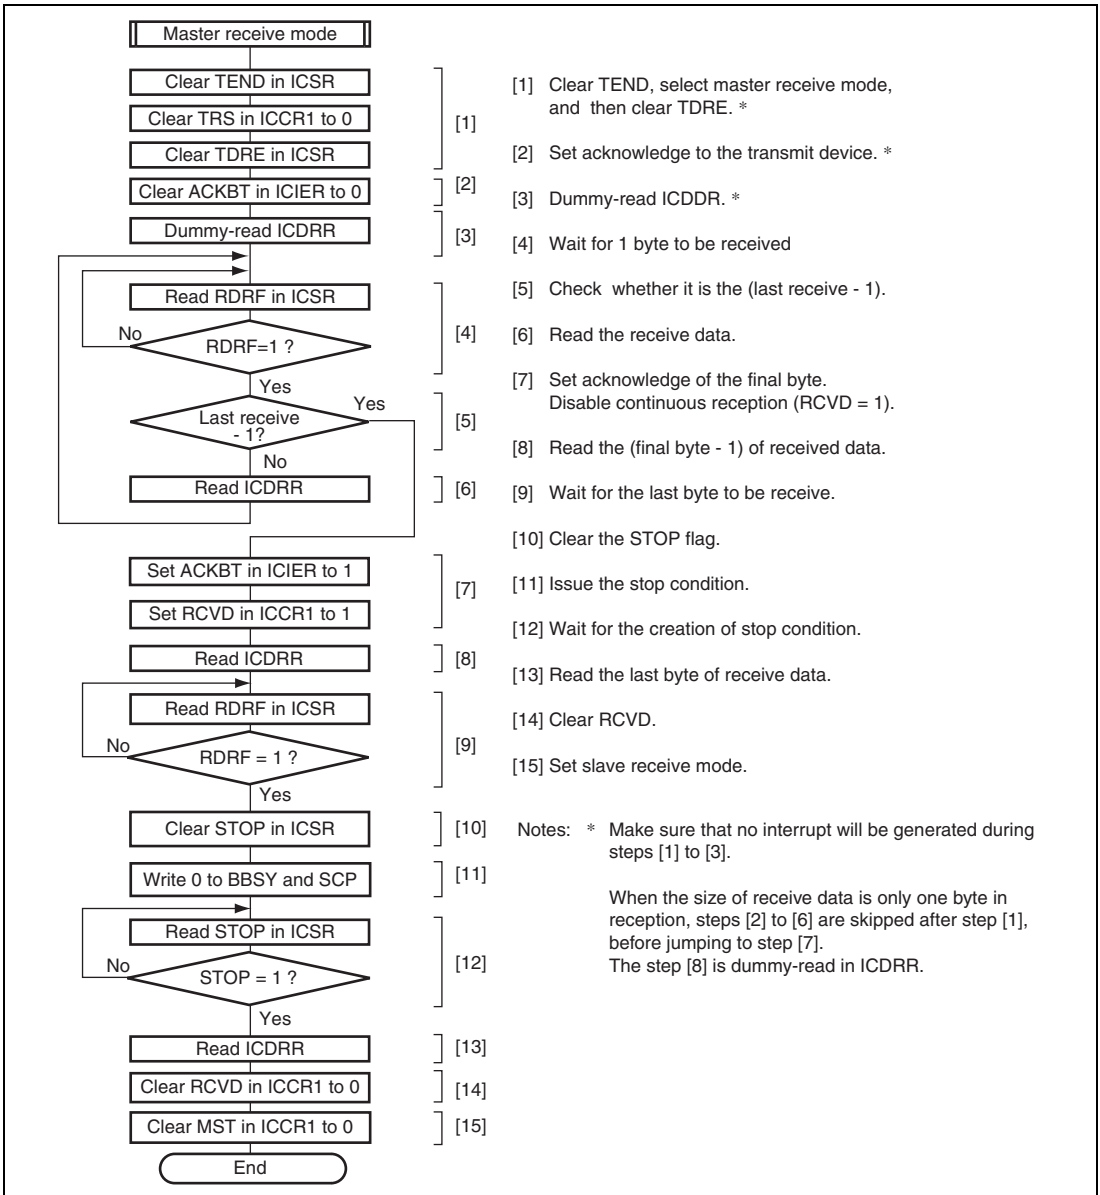 Master receive mode
Clear TEND in ICSR
Clear TRS in ICCR1 to 0
[1]
Clear TDRE in ICSR
Clear ACKBT in ICIER to 0
[2]
Dummy-read ICDRR
[3]
Read RDRF in ICSR
No
RDRF=1 ?
[4]
Yes
Last receive
- 1?
Yes
[5]
No
Read ICDRR
[6]
Set ACKBT in ICIER to 1
[7]
Set RCVD in ICCR1 to 1
Read ICDRR
[8]
Read RDRF in ICSR
No
RDRF = 1 ?
[9]
Yes
Clear STOP in ICSR
[10]
Write 0 to BBSY and SCP
[11]
Read STOP in ICSR
No
STOP = 1 ?
[12]
Yes
Read ICDRR
[13]
Clear RCVD in ICCR1 to 0
[14]
Clear MST in ICCR1 to 0
[15]
End
[1] Clear TEND, select master receive mode,
and then clear TDRE. *
[2] Set acknowledge to the transmit device. *
[3] Dummy-read ICDDR. *
[4] Wait for 1 byte to be received
[5] Check whether it is the (last receive - 1).
[6] Read the receive data.
[7] Set acknowledge of the final byte.
Disable continuous reception (RCVD = 1).
[8] Read the (final byte - 1) of received data.
[9] Wait for the last byte to be receive.
[10] Clear the STOP flag.
[11] Issue the stop condition.
[12] Wait for the creation of stop condition.
[13] Read the last byte of receive data.
[14] Clear RCVD.
[15] Set slave receive mode.
Notes: * Make sure that no interrupt will be generated during
steps [1] to [3].
When the size of receive data is only one byte in
reception, steps [2] to [6] are skipped after step [1],
before jumping to step [7].
The step [8] is dummy-read in ICDRR.